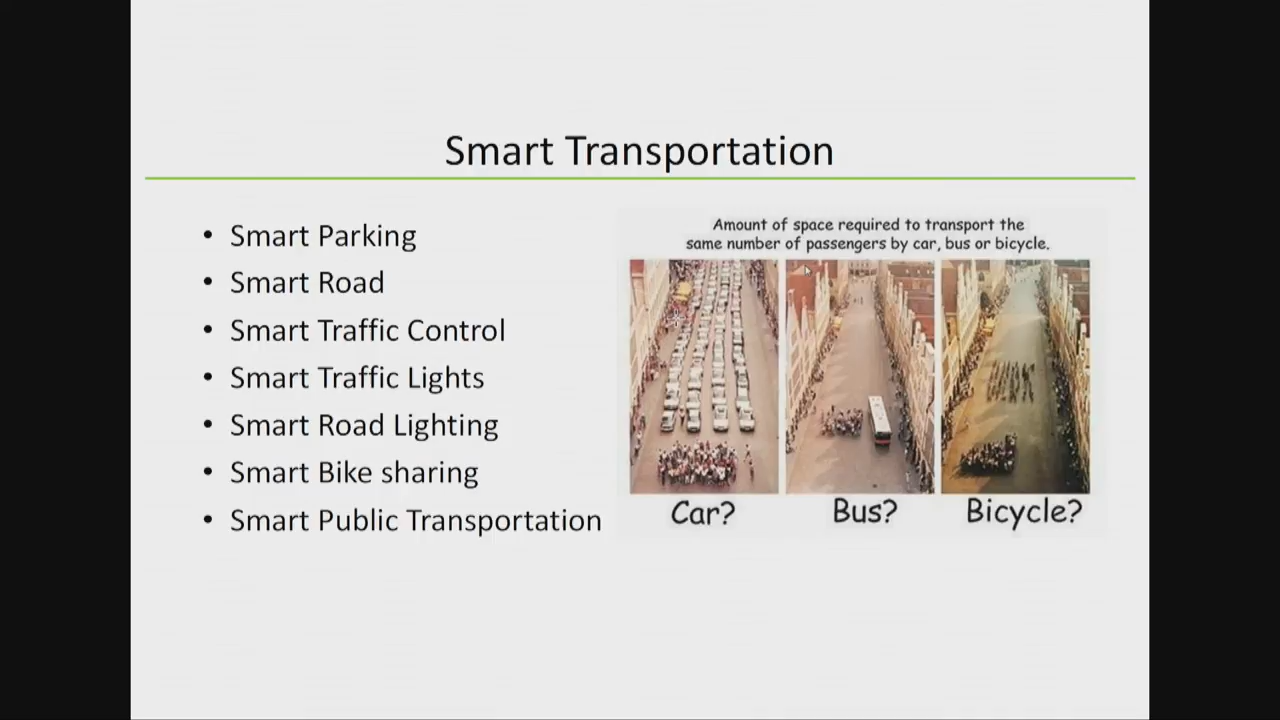 Smart Transportation
• Smart Parking
• Smart Road
• Smart Traffic Control
• Smart Traffic Lights
• Smart Road Lighting
• Smart Bike sharing
• Smart Public Transportation
Amount of space required to transport the
same number of passengers by car, bus or bicycle.
Car?
Bus?
Bicycle?